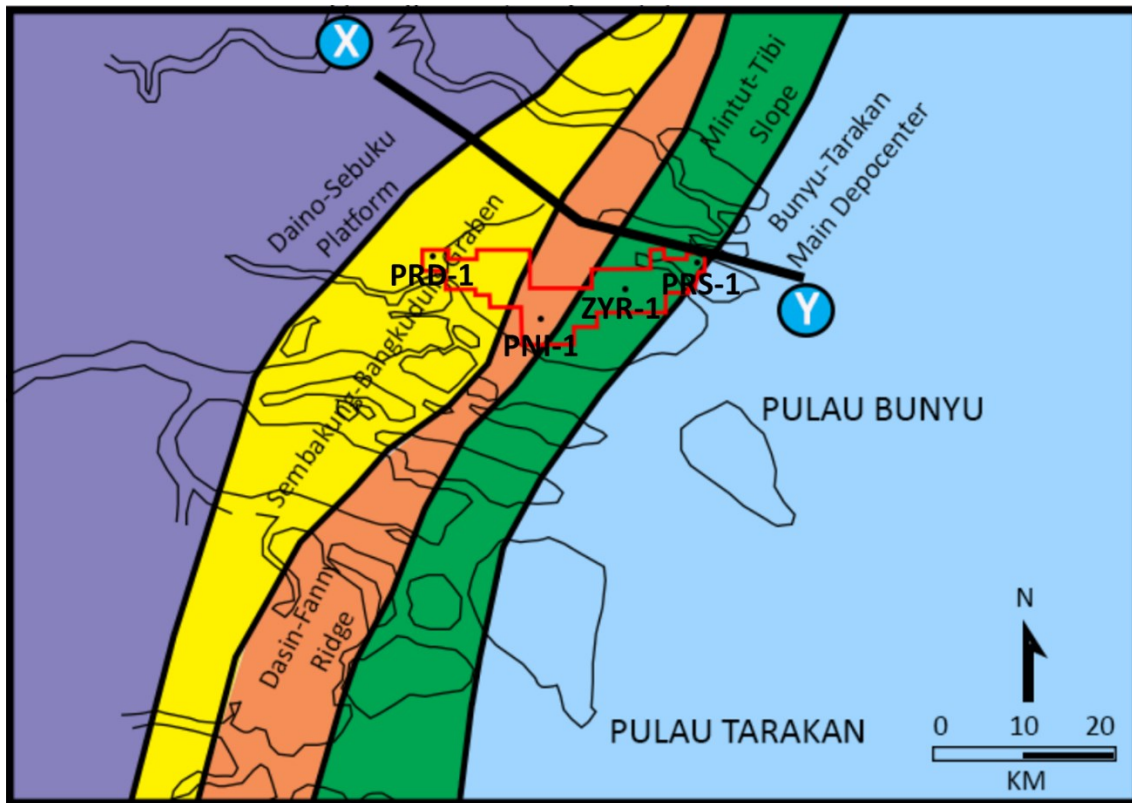 X
Mintut-Tibi
Slope
Bunyu-Tarakan
Main Depocenter
Daino-Sebuku
Platform
Sembakung-Bangkudulis Graben
PRD-1
PRS-1
ZYR-1
PNI-1
Y
PULAU BUNYU
Dasin-Fanny
Ridge
PULAU TARAKAN
N
0 10 20
KM